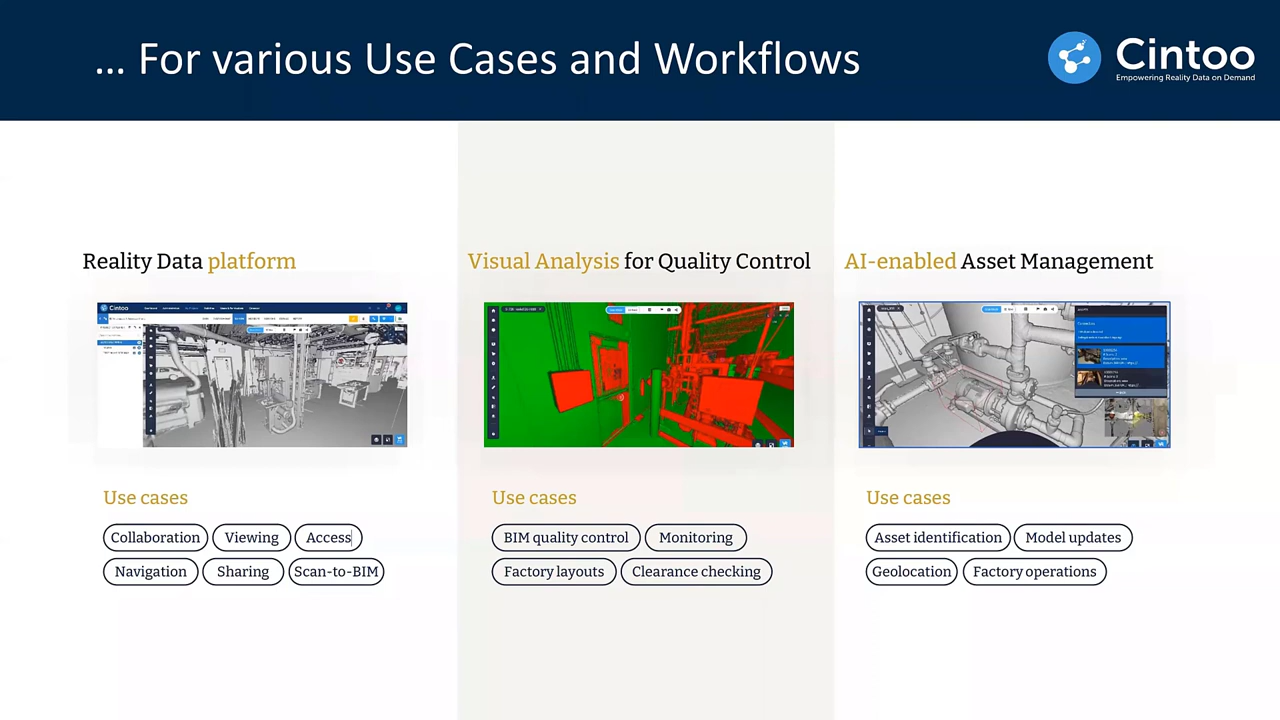 ... For various Use Cases and Workflows
Cintoo
Empowering Reality Data on Demand
Reality Data platform
Cintoo
Use cases
Collaboration
Viewing
Access
Navigation
Sharing
Scan-to-BIM
Visual Analysis for Quality Control
Use cases
BIM quality control
Monitoring
Factory layouts
Clearance checking
AI-enabled Asset Management
Use cases
Asset identification
Model updates
Geolocation
Factory operations